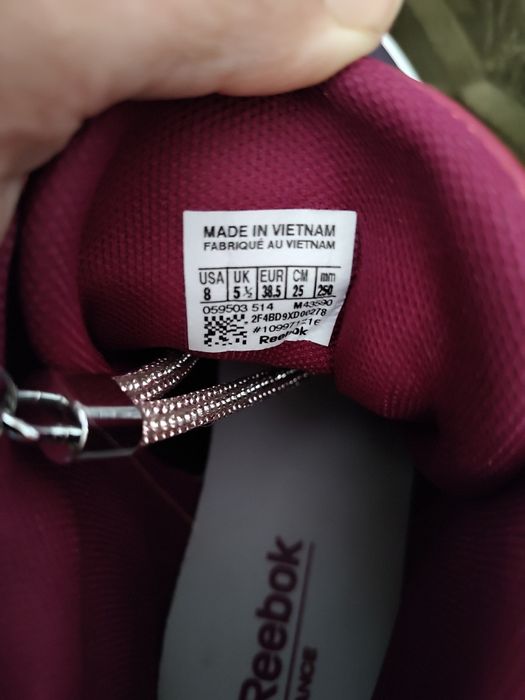 MADE IN VIETNAM
FABRIQUÉ AU VIETNAM
USA UK EUR CM mm
8 5 ½ 38.5 25 250
059503 514 M43590
2F4BD9XD00278
Reebok
Reebok
ANCE